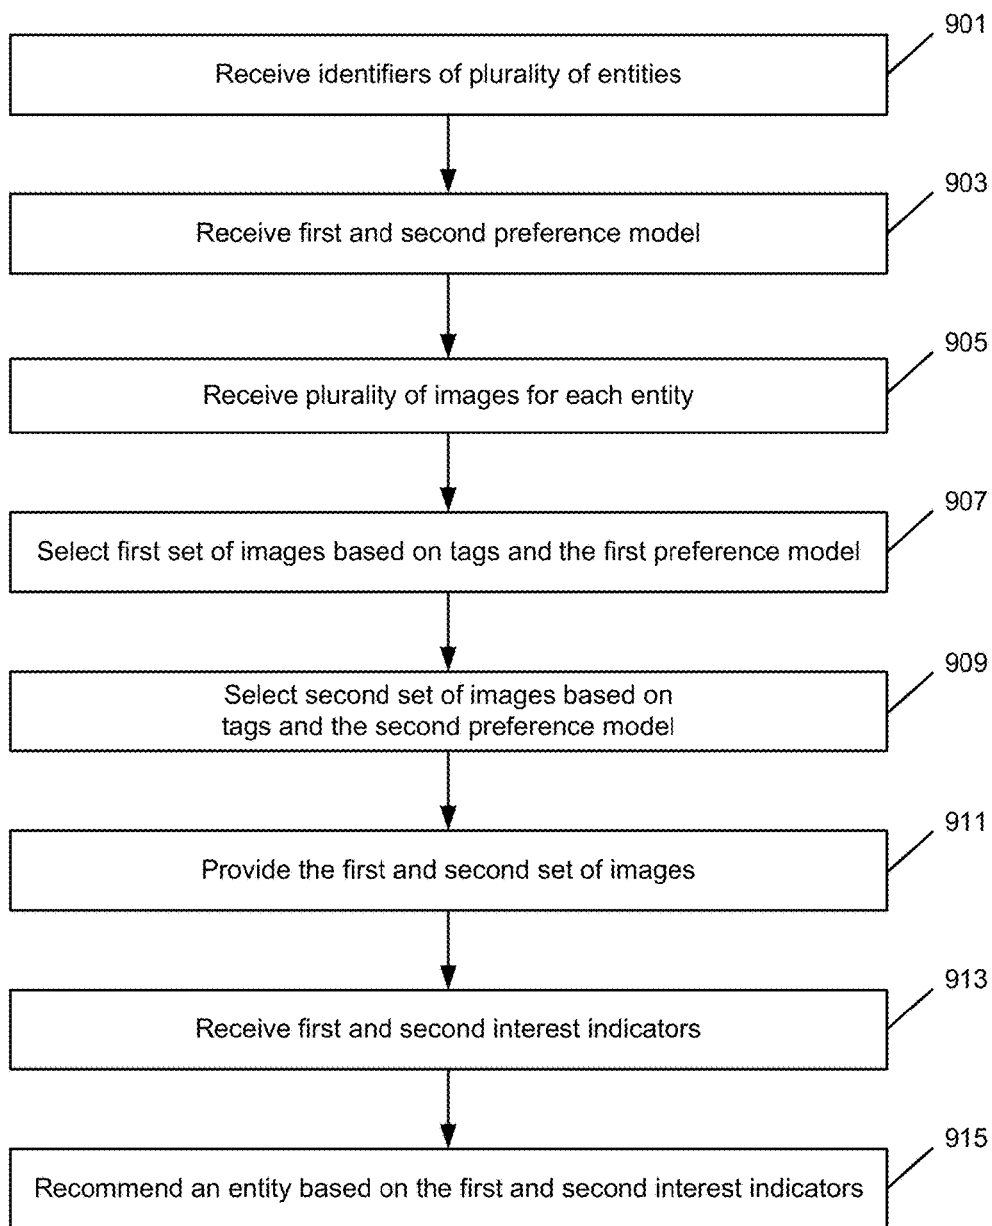 901
Receive identifiers of plurality of entities
903
Receive first and second preference model
905
Receive plurality of images for each entity
907
Select first set of images based on tags and the first preference model
909
Select second set of images based on
tags and the second preference model
911
Provide the first and second set of images
913
Receive first and second interest indicators
915
Recommend an entity based on the first and second interest indicators